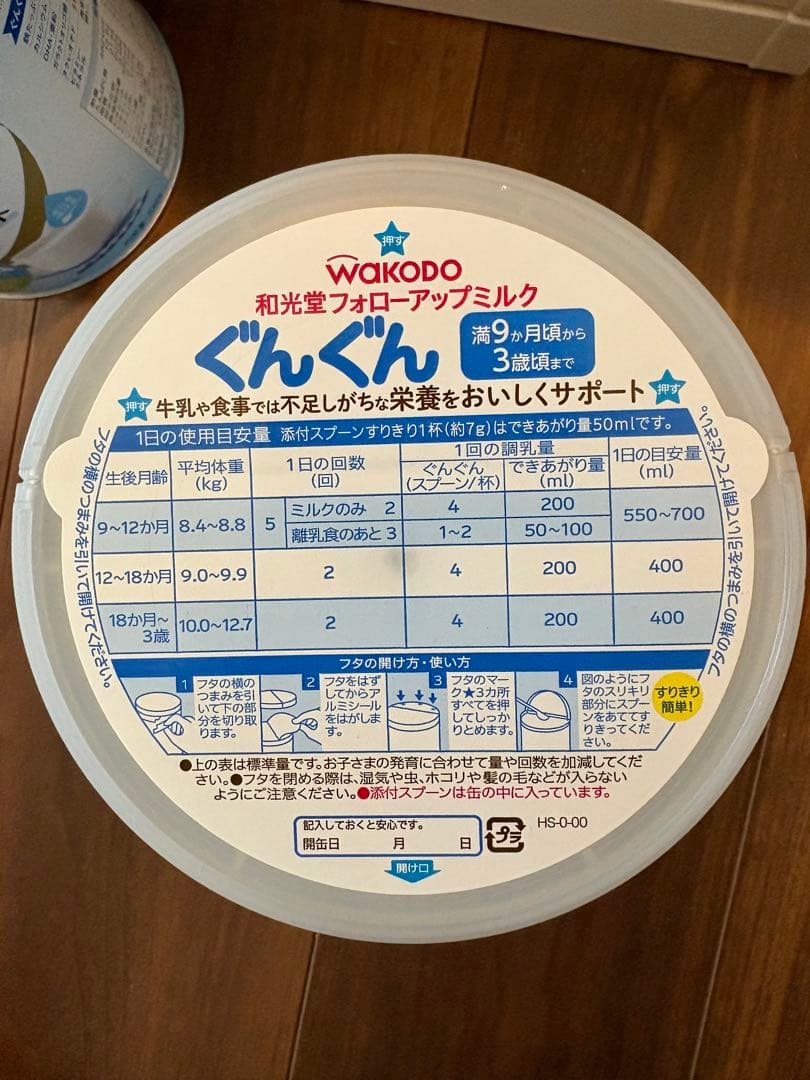 押す
WAKODO
和光堂フォローアップミルク
ぐんぐん
満9か月頃から
3歳頃まで
押す
牛乳や食事では不足しがちな栄養をおいしくサポート
押す
フタの横のつまみを引いて開けてください。
フタの横のつまみを引いて開けてください。
1日の使用目安量 添付スプーンすりきり1杯(約7g)はできあがり量50mlです。
生後月齢 平均体重(kg) 1日の回数(回) 1回の調乳量 1日の目安量(ml)
ぐんぐん(スプーン/杯) できあがり量(ml)
9~12か月 8.4~8.8 5 ミルクのみ 2 4 200 550~700
離乳食のあと 3 1~2 50~100
12~18か月 9.0~9.9 2 4 200 400
18か月~3歳 10.0~12.7 2 4 200 400
フタの開け方・使い方
1 フタの横の
つまみを引
いて下の部
分を切り取
ります。
2 フタをはず
してからア
ルミシール
をはがしま
す。
3 フタのマー
ク★3カ所
すべてを押
してしっか
りとめます。
4 図のようにフ
タのスリキリ
部分にスプー
ンをあててす
りきってくだ
さい。
すりきり
簡単!
●上の表は標準量です。お子さまの発育に合わせて量や回数を加減してくだ
さい。●フタを閉める際は、湿気や虫、ホコリや髪の毛などが入らない
ようにご注意ください。●添付スプーンは缶の中に入っています。
記入しておくと安心です。
開缶日 月 日
プラ
HS-0-00
開け口